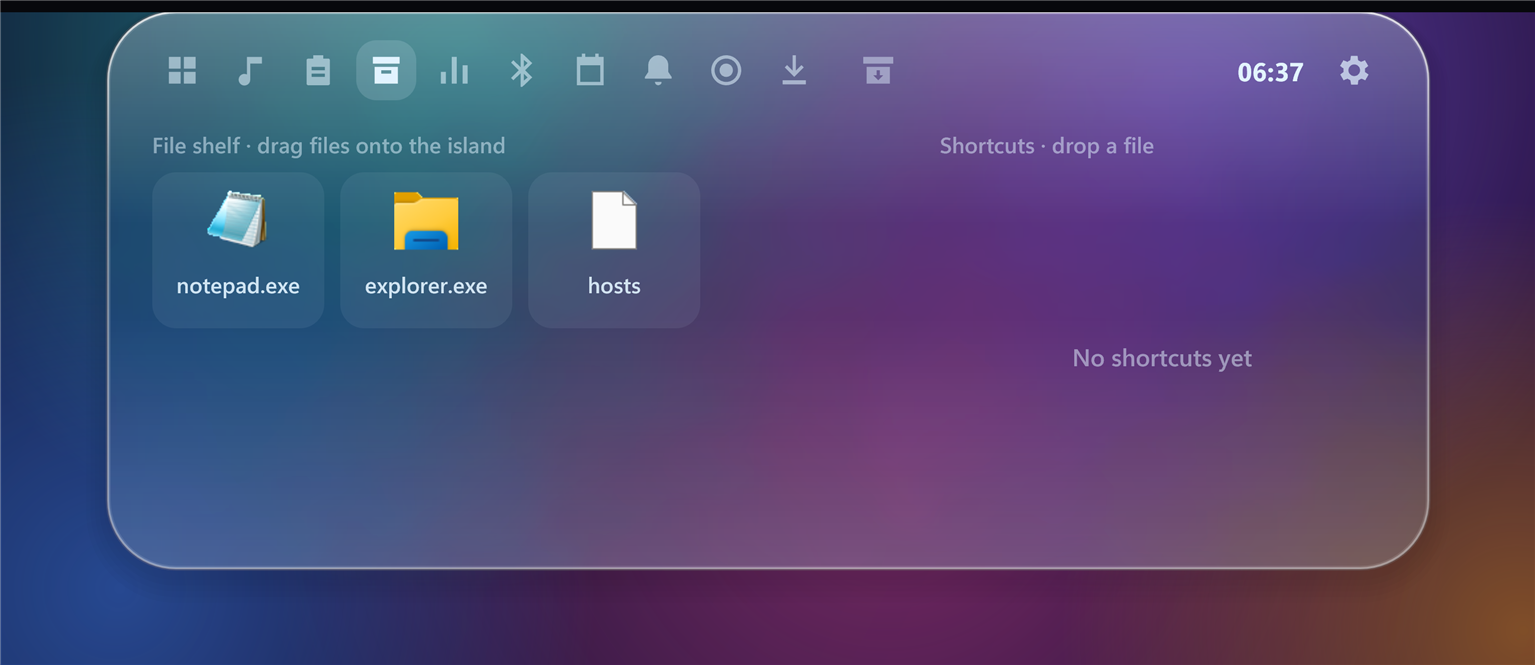 06:37
File shelf · drag files onto the island
Shortcuts · drop a file
notepad.exe
explorer.exe
hosts
No shortcuts yet